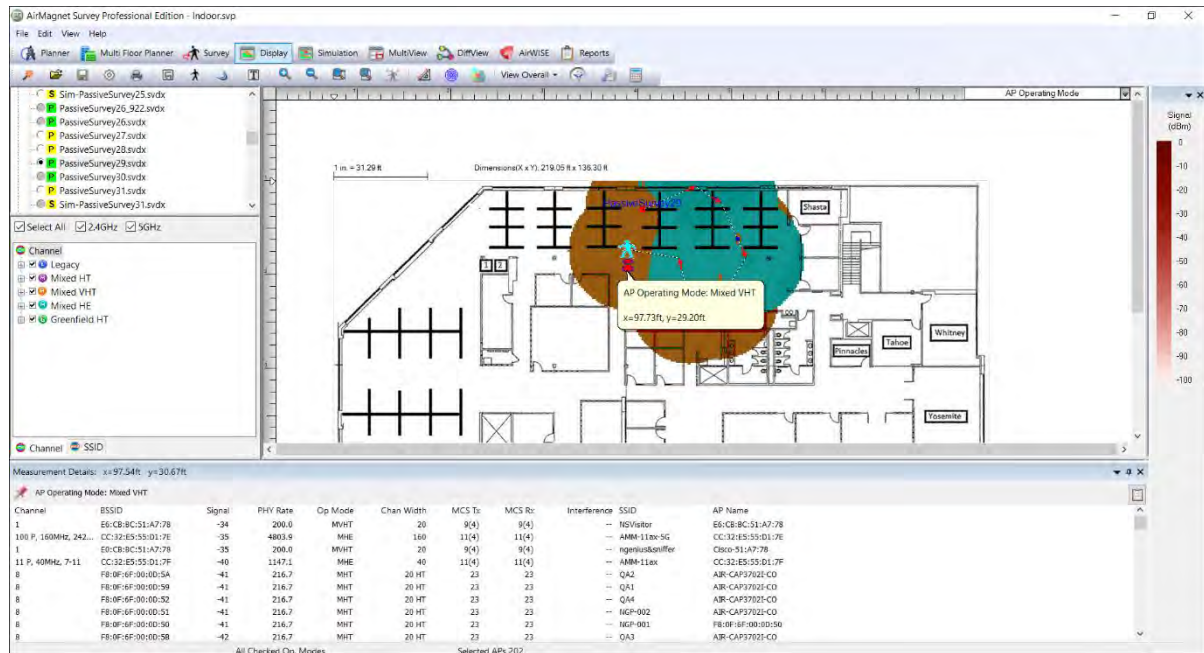 AirMagnet Survey Professional Edition - Indoor.svp
File Edit View Help
Planner Multi Floor Planner Survey Display Simulation MultiView DiffView AirWISE Reports
View Overall
Sim-PassiveSurvey25.svdx
PassiveSurvey26_922.svdx
PassiveSurvey26.svdx
PassiveSurvey27.svdx
PassiveSurvey28.svdx
PassiveSurvey29.svdx
PassiveSurvey30.svdx
PassiveSurvey31.svdx
Sim-PassiveSurvey31.svdx
Select All 2.4GHz 5GHz
Channel
Legacy
Mixed HT
Mixed VHT
Mixed HE
Greenfield HT
Channel SSID
AP Operating Mode
1 in. = 31.29 ft Dimensions(X x Y), 219.05 ft x 136.30 ft
PassiveSurvey29
Shasta
1 2
AP Operating Mode: Mixed VHT
x=97.73ft, y=29.20ft
Whitney
Tahoe
Pinnacles
Yosemite
Signal
(dBm)
0
-10
-20
-30
-40
-50
-60
-70
-80
-90
-100
Measurement Details: x=97.54ft y=30.67ft
AP Operating Mode: Mixed VHT
Channel BSSID Signal PHY Rate Op Mode Chan Width MCS Tx MCS Rx Interference SSID AP Name
1 E6:CB:BC:51:A7:78 -34 200.0 MVHT 20 9(4) 9(4) -- NSVisitor E6:CB:BC:51:A7:78
100 P, 160MHz, 242... CC:32:E5:55:D1:7E -35 4803.9 MHE 160 11(4) 11(4) -- AMM-11ax-5G CC:32:E5:55:D1:7E
1 E0:CB:BC:51:A7:78 -35 200.0 MVHT 20 9(4) 9(4) -- ngenius&sniffer Cisco-51:A7:78
11 P, 40MHz, 7-11 CC:32:E5:55:D1:7F -40 1147.1 MHE 40 11(4) 11(4) -- AMM-11ax CC:32:E5:55:D1:7F
8 F8:0F:6F:00:0D:5A -41 216.7 MHT 20 HT 23 23 -- QA2 AIR-CAP3702I-CO
8 F8:0F:6F:00:0D:59 -41 216.7 MHT 20 HT 23 23 -- QA1 AIR-CAP3702I-CO
8 F8:0F:6F:00:0D:52 -41 216.7 MHT 20 HT 23 23 -- QA4 AIR-CAP3702I-CO
8 F8:0F:6F:00:0D:51 -41 216.7 MHT 20 HT 23 23 -- NGP-002 AIR-CAP3702I-CO
8 F8:0F:6F:00:0D:50 -41 216.7 MHT 20 HT 23 23 -- NGP-001 F8:0F:6F:00:0D:50
8 F8:0F:6F:00:0D:5B -42 216.7 MHT 20 HT 23 23 -- QA3 AIR-CAP3702I-CO
All Checked Op. Modes Selected APs 202